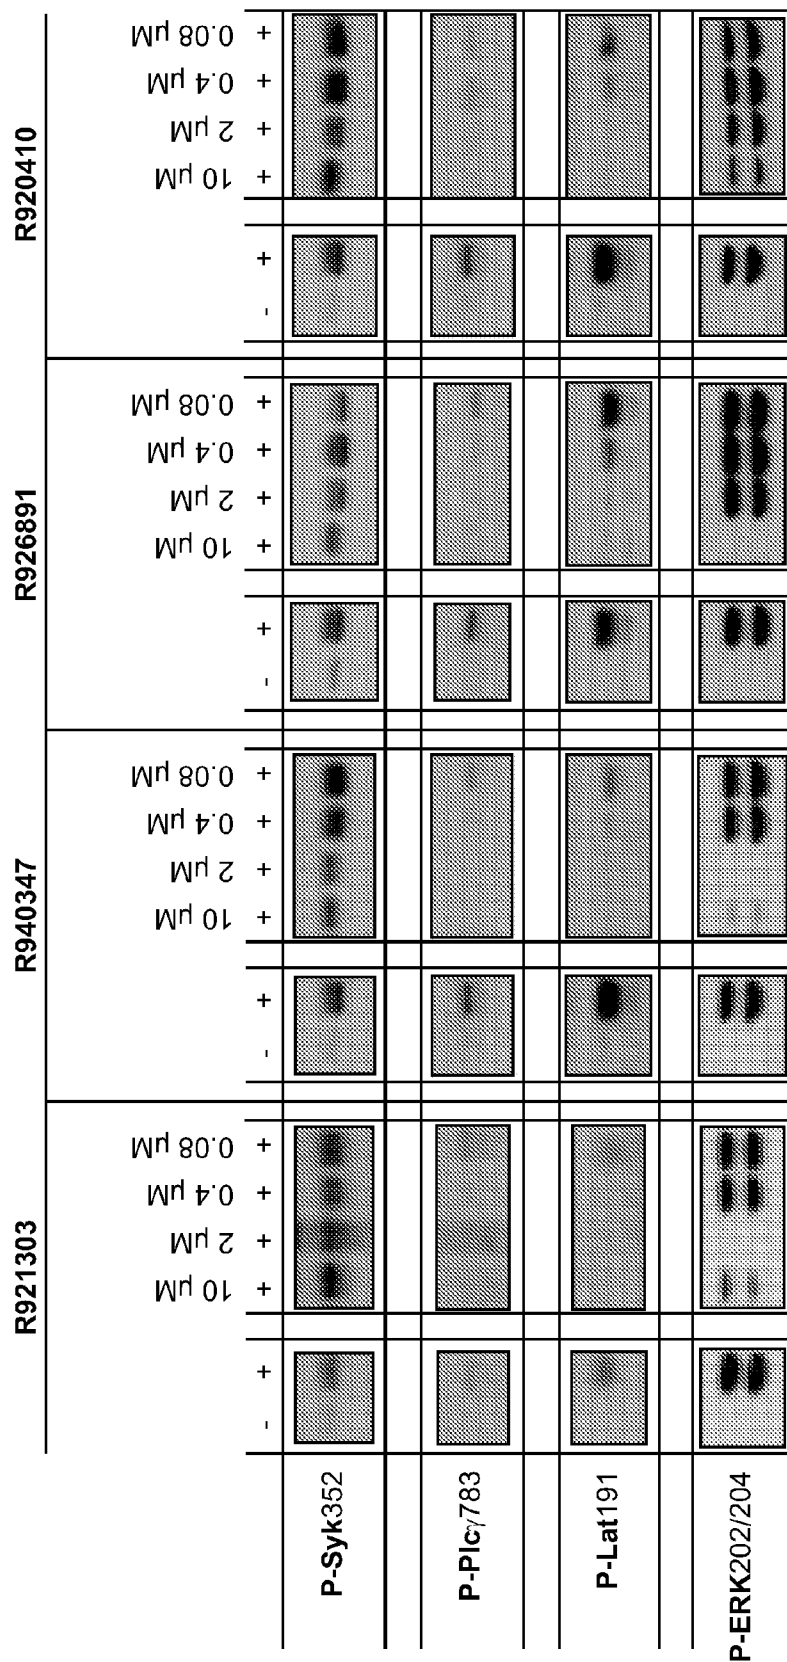 R921303 R940347 R926891 R920410
10 µM 2 µM 0.4 µM 0.08 µM 10 µM 2 µM 0.4 µM 0.08 µM 10 µM 2 µM 0.4 µM 0.08 µM 10 µM 2 µM 0.4 µM 0.08 µM
- + + + + + - + + + + + - + + + + + - + + + + +
P-Syk352
P-Plcγ783
P-Lat191
P-ERK202/204